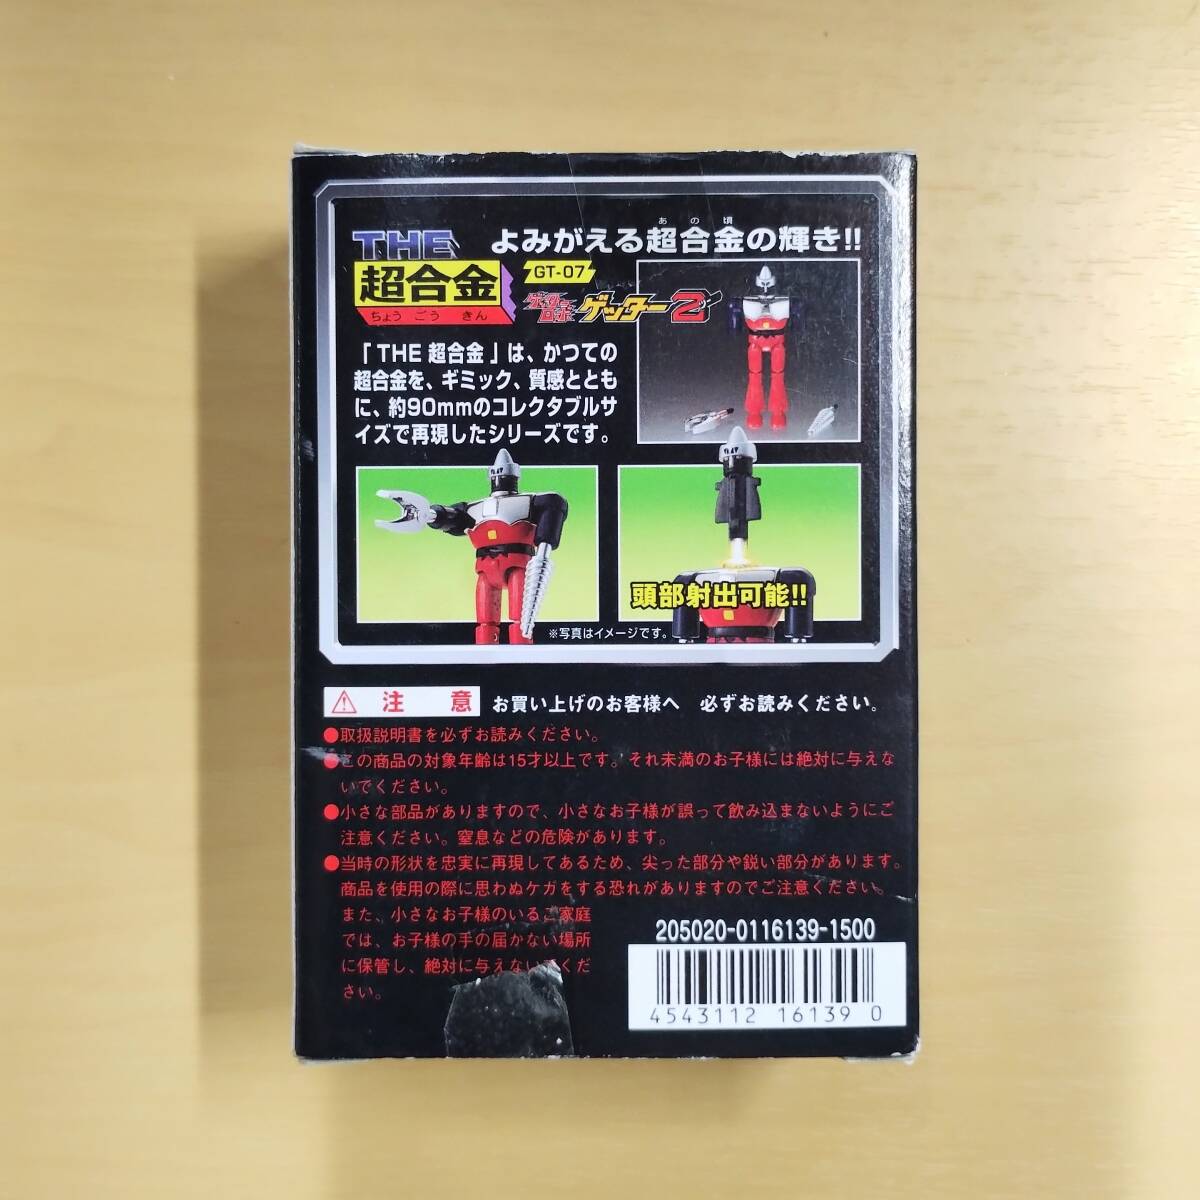 THE
超合金
ちょう ごう きん
あの頃
よみがえる超合金の輝き!!
GT-07
ゲッターロボ
ゲッター2
「THE 超合金」は、かつての
超合金を、ギミック、質感ととも
に、約90mmのコレクタブルサ
イズで再現したシリーズです。
頭部射出可能!!
※写真はイメージです。
注 意 お買い上げのお客様へ 必ずお読みください。
●取扱説明書を必ずお読みください。
●この商品の対象年齢は15才以上です。それ未満のお子様には絶対に与えな
いでください。
●小さな部品がありますので、小さなお子様が誤って飲み込まないようにご
注意ください。窒息などの危険があります。
●当時の形状を忠実に再現してあるため、尖った部分や鋭い部分があります。
商品を使用の際に思わぬケガをする恐れがありますのでご注意ください。
また、小さなお子様のいるご家庭
では、お子様の手の届かない場所
に保管し、絶対に与えないでくだ
さい。
205020-0116139-1500
4543112 16139 0